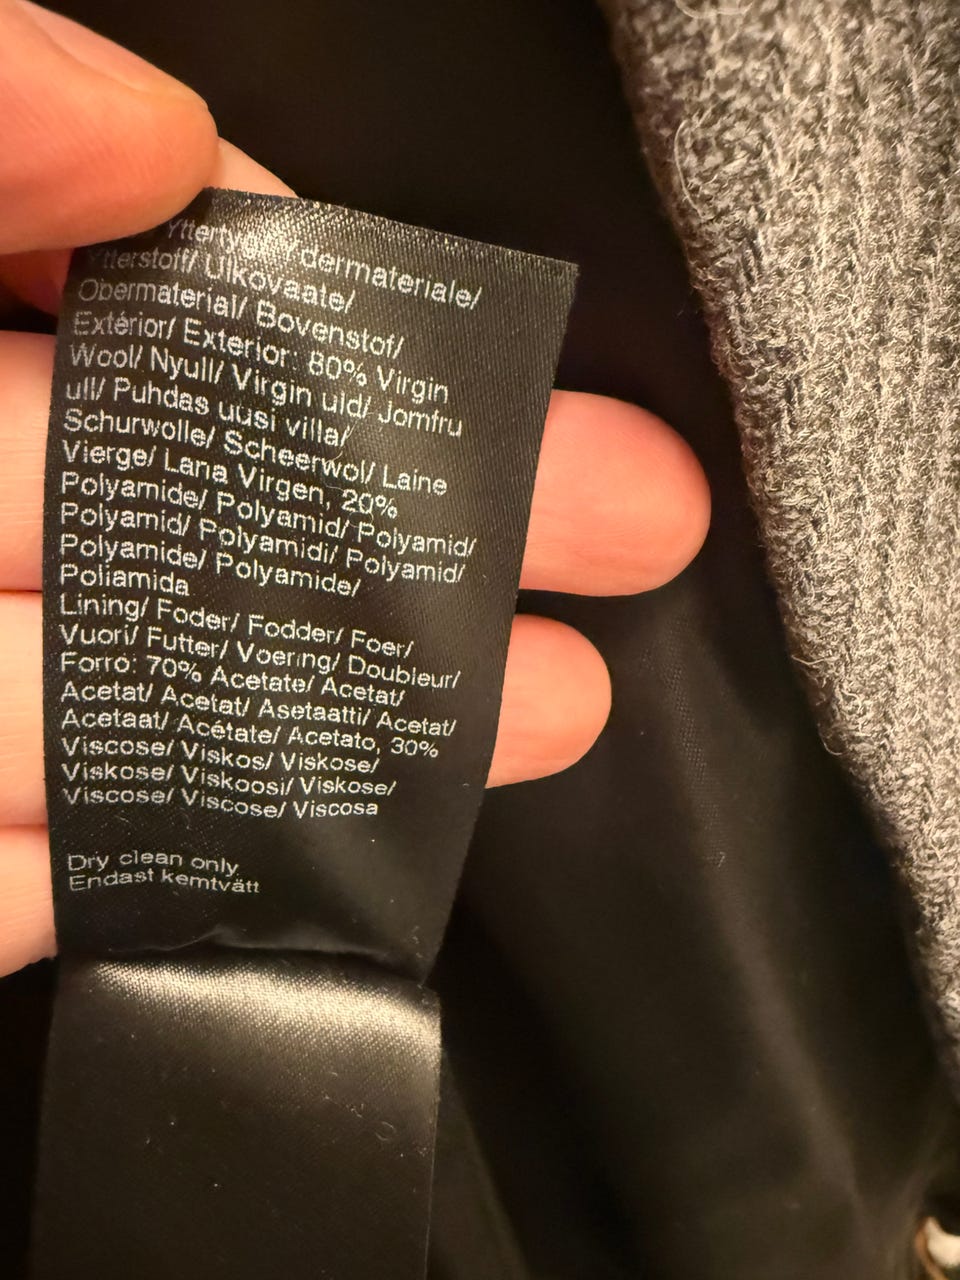 Yttertyg/ Ydermateriale/
Ytterstoff/ Ulkovaate/
Obermaterial/ Bovenstof/
Extérior/ Exterior: 80% Virgin
Wool/ Nyull/ Virgin uld/ Jomfru
ull/ Puhdas uusi villa/
Schurwolle/ Scheerwol/ Laine
Vierge/ Lana Virgen, 20%
Polyamide/ Polyamid/ Polyamid/
Polyamid/ Polyamidi/ Polyamid/
Polyamide/ Polyamide/
Poliamida
Lining/ Foder/ Fodder/ Foer/
Vuori/ Futter/ Voering/ Doubleur/
Forro: 70% Acetate/ Acetat/
Acetat/ Acetat/ Asetaatti/ Acetat/
Acetaat/ Acétate/ Acetato, 30%
Viscose/ Viskos/ Viskose/
Viskose/ Viskoosi/ Viskose/
Viscose/ Viscose/ Viscosa
Dry clean only
Endast kemtvätt